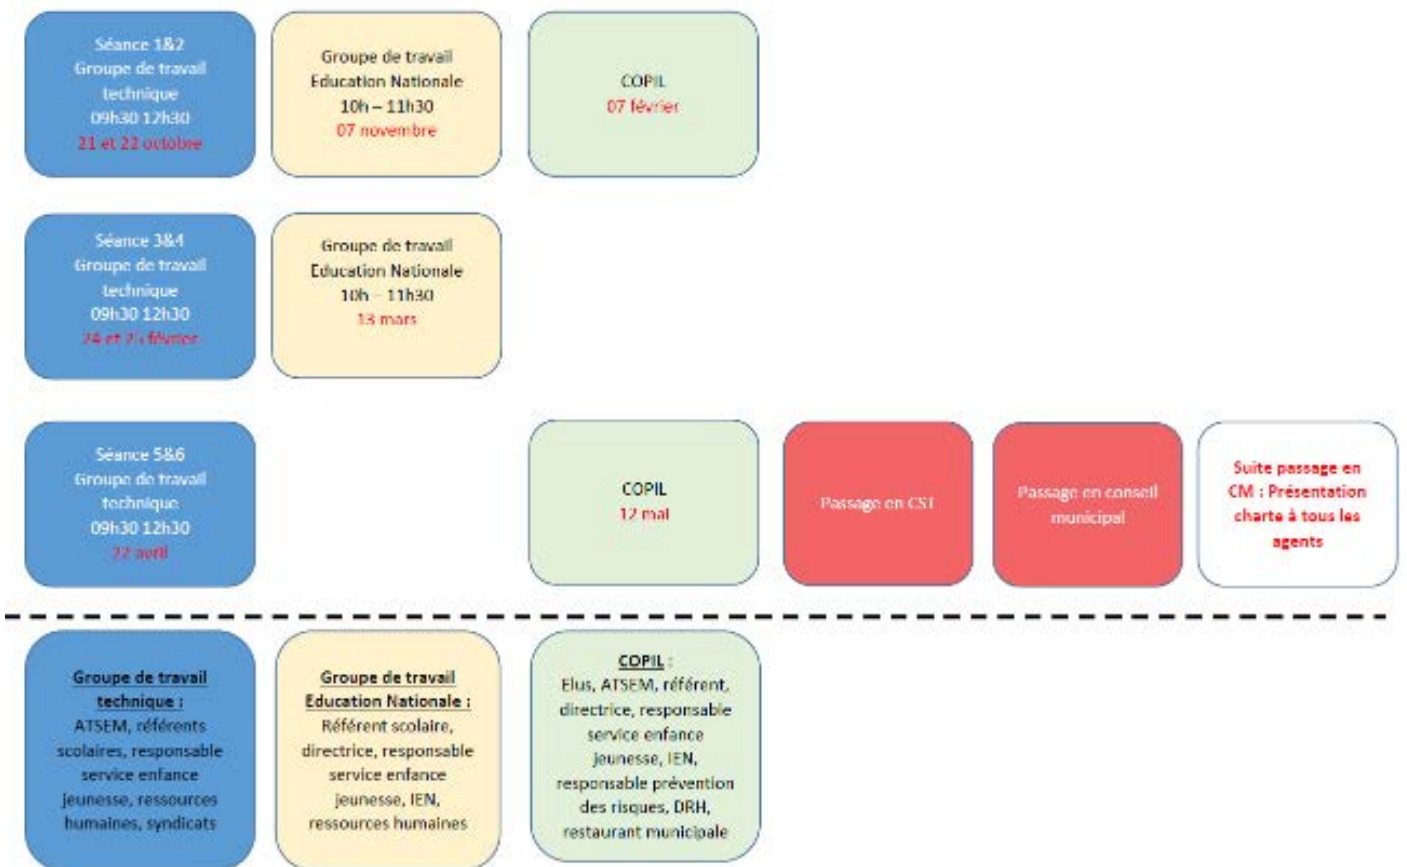 Séance 1&2
Groupe de travail
technique
09h30 12h30
21 et 22 octobre
Groupe de travail
Education Nationale
10h – 11h30
07 novembre
COPIL
07 février
Séance 3&4
Groupe de travail
technique
09h30 12h30
24 et 25 février
Groupe de travail
Education Nationale
10h – 11h30
13 mars
Séance 5&6
Groupe de travail
technique
09h30 12h30
22 avril
COPIL
12 mai
Passage en CST
Passage en conseil
municipal
Suite passage en
CM : Présentation
charte à tous les
agents
Groupe de travail
technique :
ATSEM, référents
scolaires, responsable
service enfance
jeunesse, ressources
humaines, syndicats
Groupe de travail
Education Nationale :
Référent scolaire,
directrice, responsable
service enfance
jeunesse, IEN,
ressources humaines
COPIL :
Elus, ATSEM, référent,
directrice, responsable
service enfance
jeunesse, IEN,
responsable prévention
des risques, DRH,
restaurant municipale